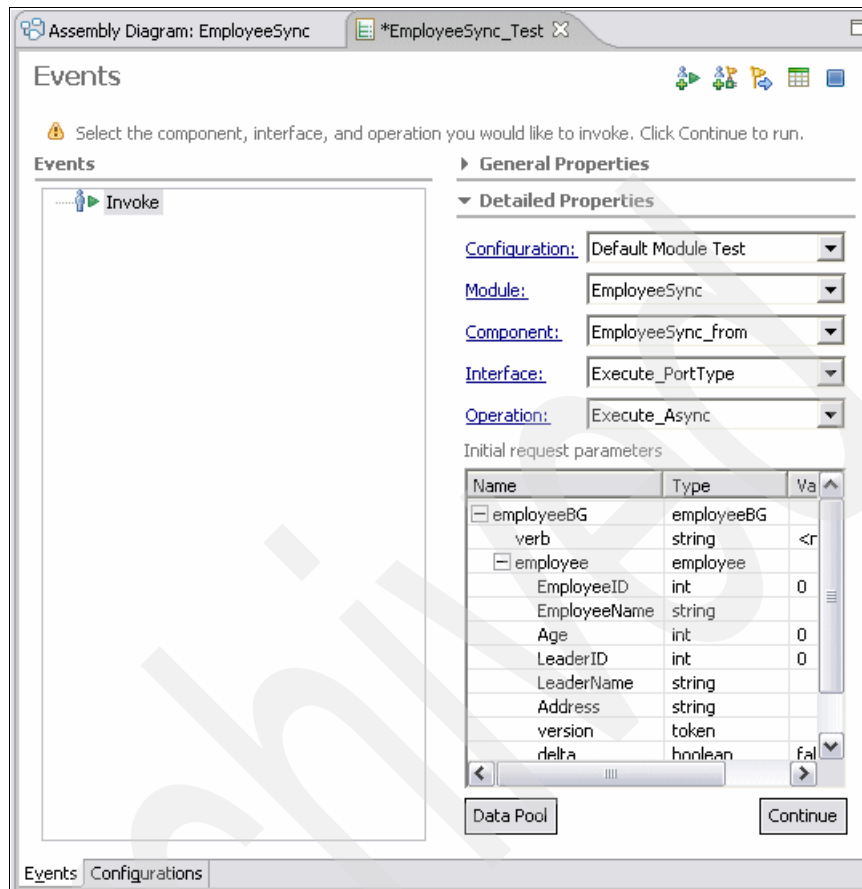 Assembly Diagram: EmployeeSync *EmployeeSync_Test
Events
Select the component, interface, and operation you would like to invoke. Click Continue to run.
Events
Invoke
General Properties
Detailed Properties
Configuration: Default Module Test
Module: EmployeeSync
Component: EmployeeSync_from
Interface: Execute_PortType
Operation: Execute_Async
Initial request parameters
Name Type Va
employeeBG employeeBG
verb string <r
employee employee
EmployeeID int 0
EmployeeName string
Age int 0
LeaderID int 0
LeaderName string
Address string
version token
delta boolean fal
Data Pool Continue
Events Configurations